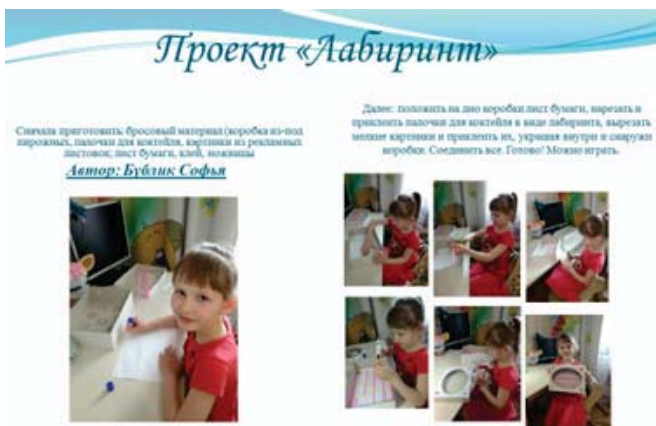 Проект «Лабиринт»
Сначала приготовить: бросовый материал (коробка из-под
пирожных, палочки для коктейля, картинки из рекламных
листовок, лист бумаги, клей, ножницы
Автор: Бублик Софья
Далее: положить на дно коробки лист бумаги, нарезать и
приклеить палочки для коктейля в виде лабиринта, вырезать
мелкие картинки и приклеить их, украшая внутри и снаружи
коробки. Соединить все. Готово! Можно играть.